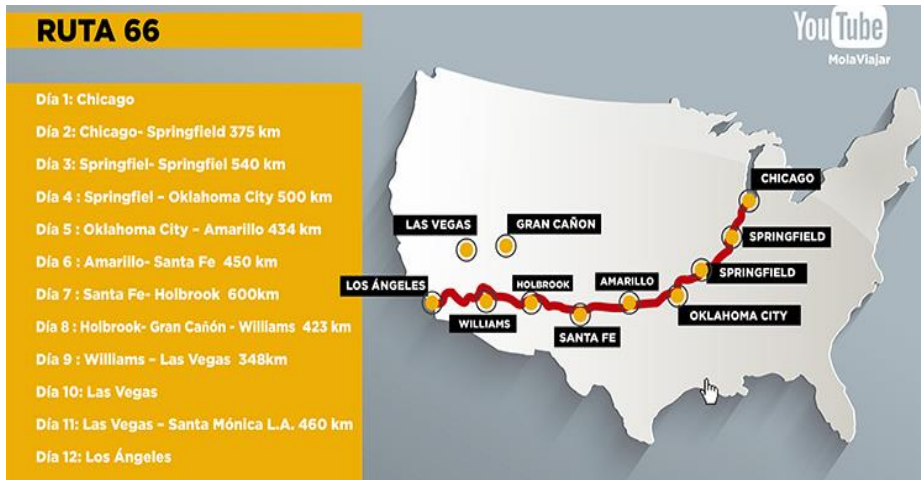 RUTA 66
Día 1: Chicago
Día 2: Chicago- Springfield 375 km
Día 3: Springfiel- Springfiel 540 km
Día 4 : Springfiel – Oklahoma City 500 km
Día 5 : Oklahoma City – Amarillo 434 km
Día 6 : Amarillo- Santa Fe 450 km
Día 7 : Santa Fe- Holbrook 600km
Día 8 : Holbrook- Gran Cañón - Williams 423 km
Día 9 : Williams – Las Vegas 348km
Día 10: Las Vegas
Día 11: Las Vegas – Santa Mónica L.A. 460 km
Día 12: Los Ángeles
YouTube
MolaViajar
CHICAGO
SPRINGFIELD
SPRINGFIELD
OKLAHOMA CITY
AMARILLO
SANTA FE
HOLBROOK
WILLIAMS
LOS ÁNGELES
LAS VEGAS
GRAN CAÑON